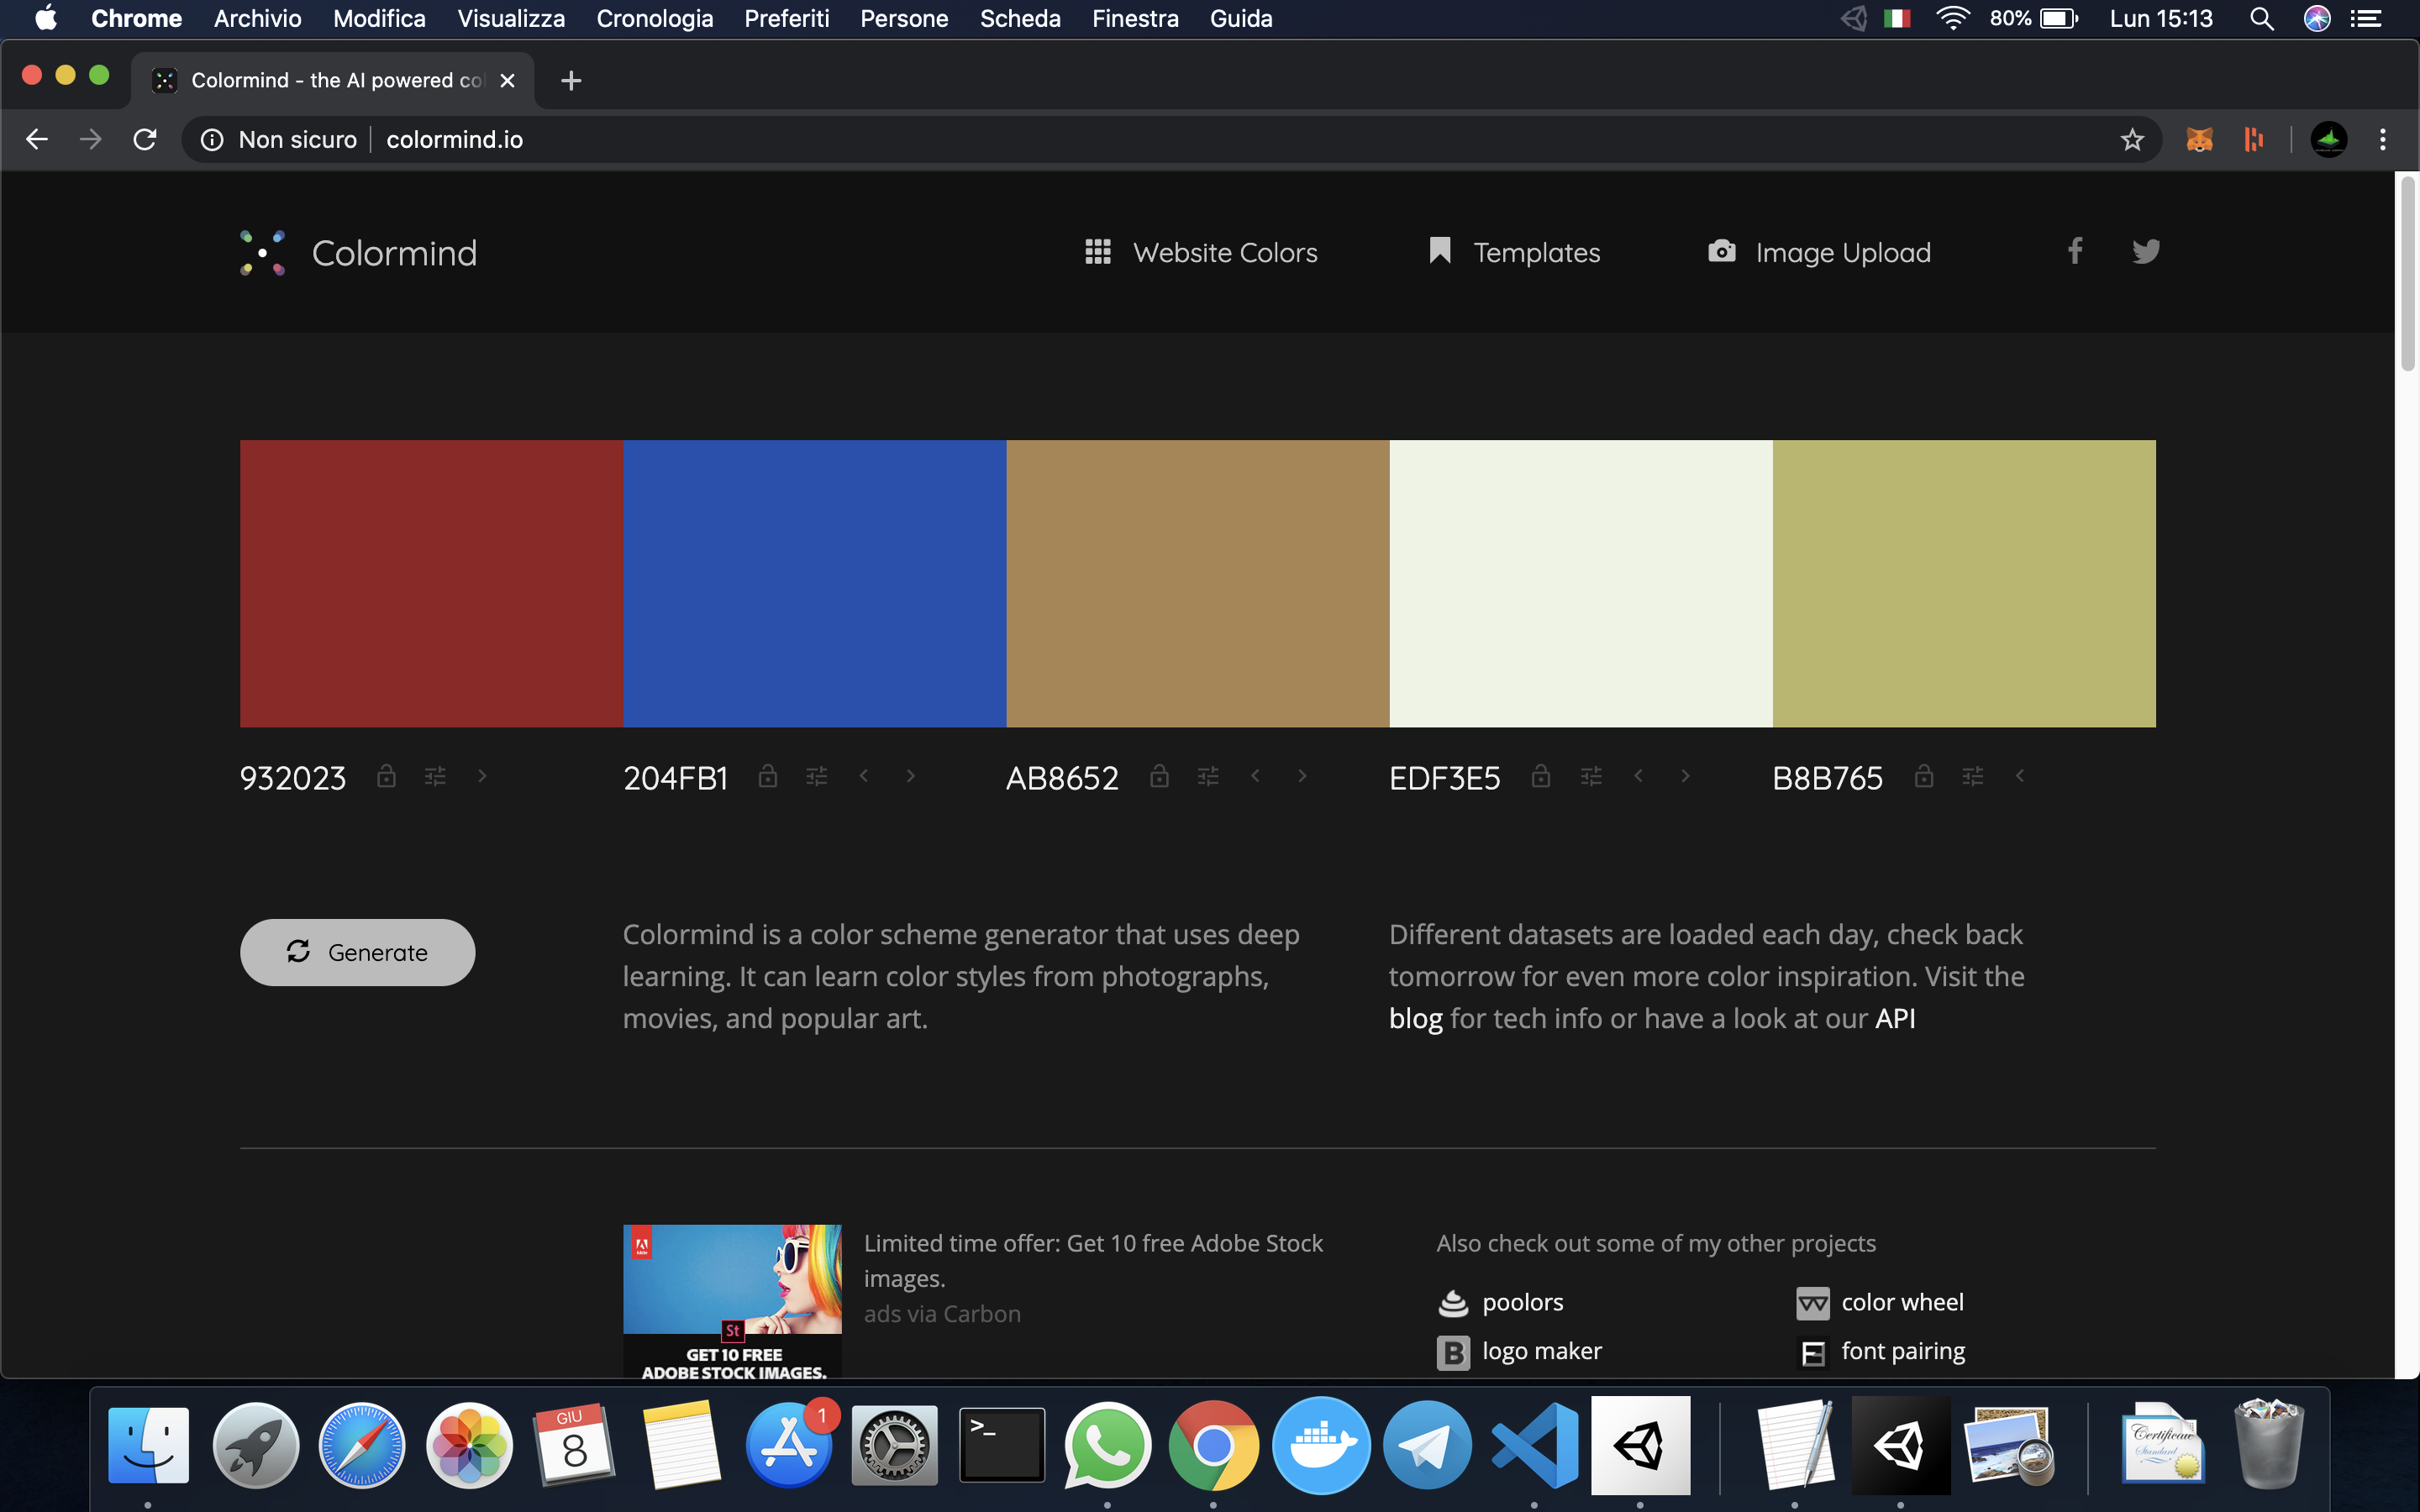 Chrome Archivio Modifica Visualizza Cronologia Preferiti Persone Scheda Finestra Guida 80% Lun 15:13
Colormind - the AI powered co
Non sicuro colormind.io
Colormind Website Colors Templates Image Upload
932023 204FB1 AB8652 EDF3E5 B8B765
Generate
Colormind is a color scheme generator that uses deep
learning. It can learn color styles from photographs,
movies, and popular art.
Different datasets are loaded each day, check back
tomorrow for even more color inspiration. Visit the
blog for tech info or have a look at our API
Adobe
St
GET 10 FREE
ADOBE STOCK IMAGES.
Limited time offer: Get 10 free Adobe Stock
images.
ads via Carbon
Also check out some of my other projects
poolors color wheel
B logo maker font pairing
GIU
8
1
>_
Certificate
Standard